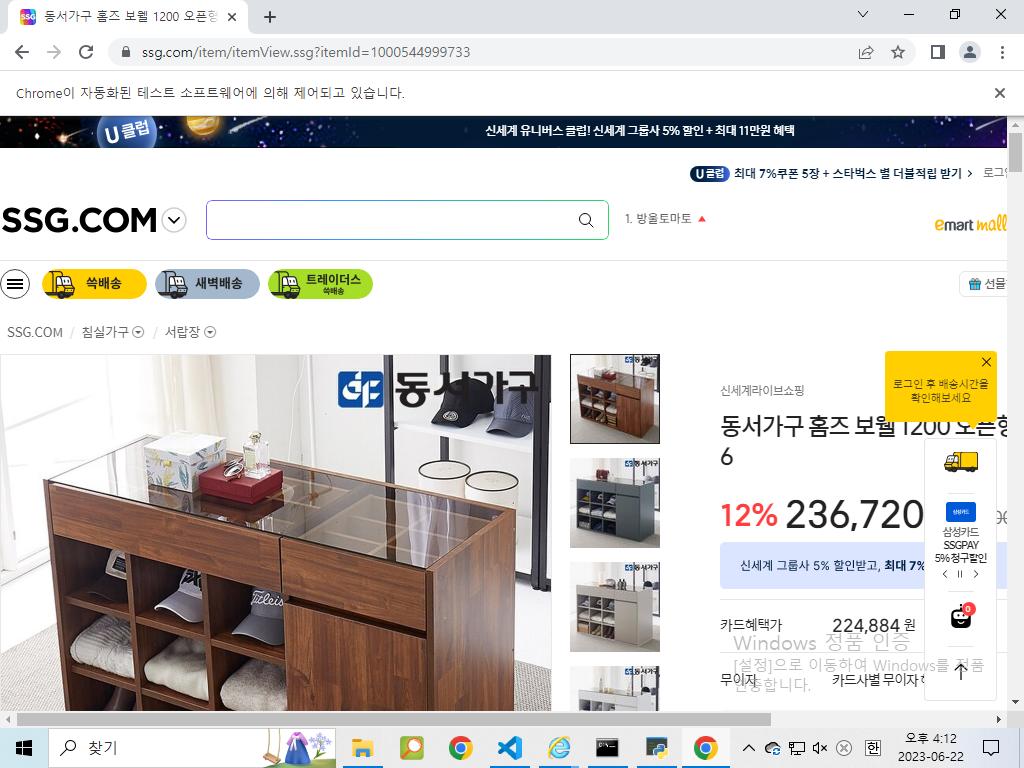 동서가구 홈즈 보웰 1200 오픈형
ssg.com/item/itemView.ssg?itemId=1000544999733
Chrome이 자동화된 테스트 소프트웨어에 의해 제어되고 있습니다.
U 클럽
신세계 유니버스 클럽! 신세계 그룹사 5% 할인 + 최대 11만원 혜택
U 클럽 최대 7%쿠폰 5장 + 스타벅스 별 더블적립 받기 > 로그인
SSG.COM
1. 방울토마토
emart mall
쓱배송
새벽배송
트레이더스
쓱배송
선물
SSG.COM / 침실가구 / 서랍장
동서가구
Titleist
로그인 후 배송시간을
확인해보세요
신세계라이브쇼핑
동서가구 홈즈 보웰 1200 오픈형
6
12% 236,720
삼성카드
삼성카드
SSGPAY
5% 청구할인
신세계 그룹사 5% 할인받고, 최대 7%
0
카드혜택가 224,884 원
Windows 정품 인증
[설정]으로 이동하여 Windows를 정품
인증합니다.
무이자 카드사별 무이자
찾기
한
오후 4:12
2023-06-22